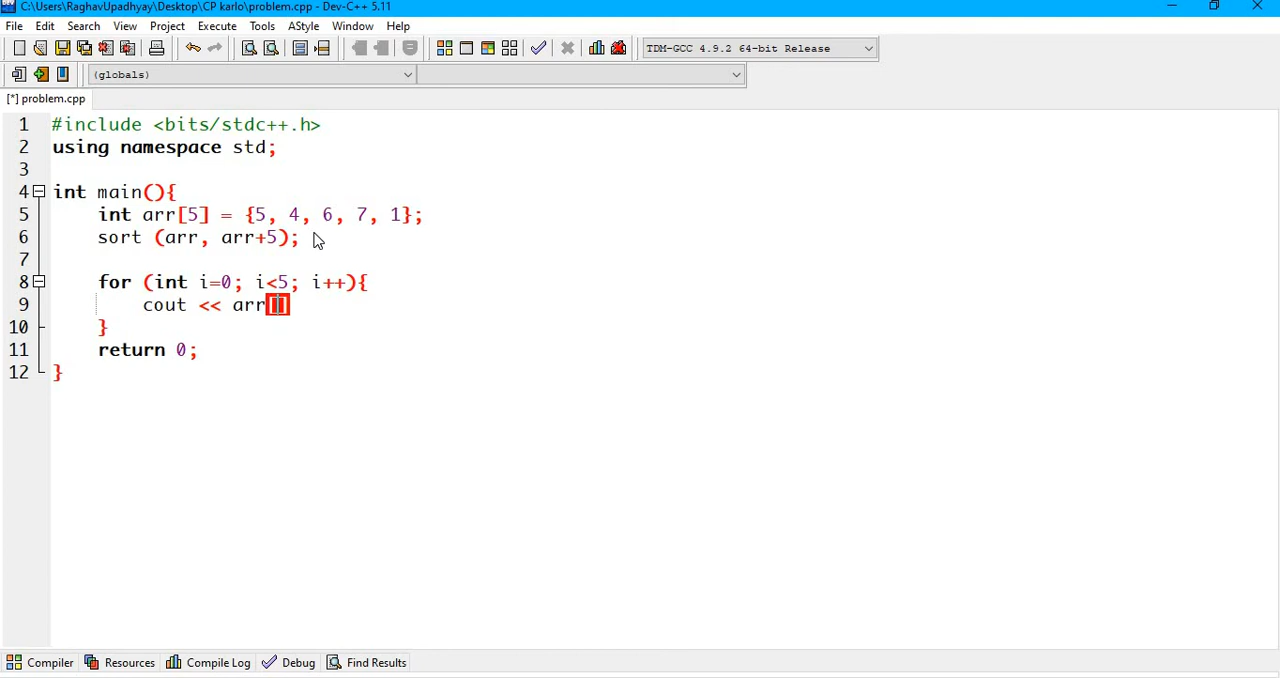 C:\Users\RaghavUpadhyay\Desktop\CP karlo\problem.cpp - Dev-C++ 5.11
File Edit Search View Project Execute Tools AStyle Window Help
TDM-GCC 4.9.2 64-bit Release
(globals)
[*] problem.cpp
1 #include <bits/stdc++.h>
2 using namespace std;
3
4 int main(){
5 int arr[5] = {5, 4, 6, 7, 1};
6 sort (arr, arr+5);
7
8 for (int i=0; i<5; i++){
9 cout << arr[]
10 }
11 return 0;
12 }
Compiler Resources Compile Log Debug Find Results